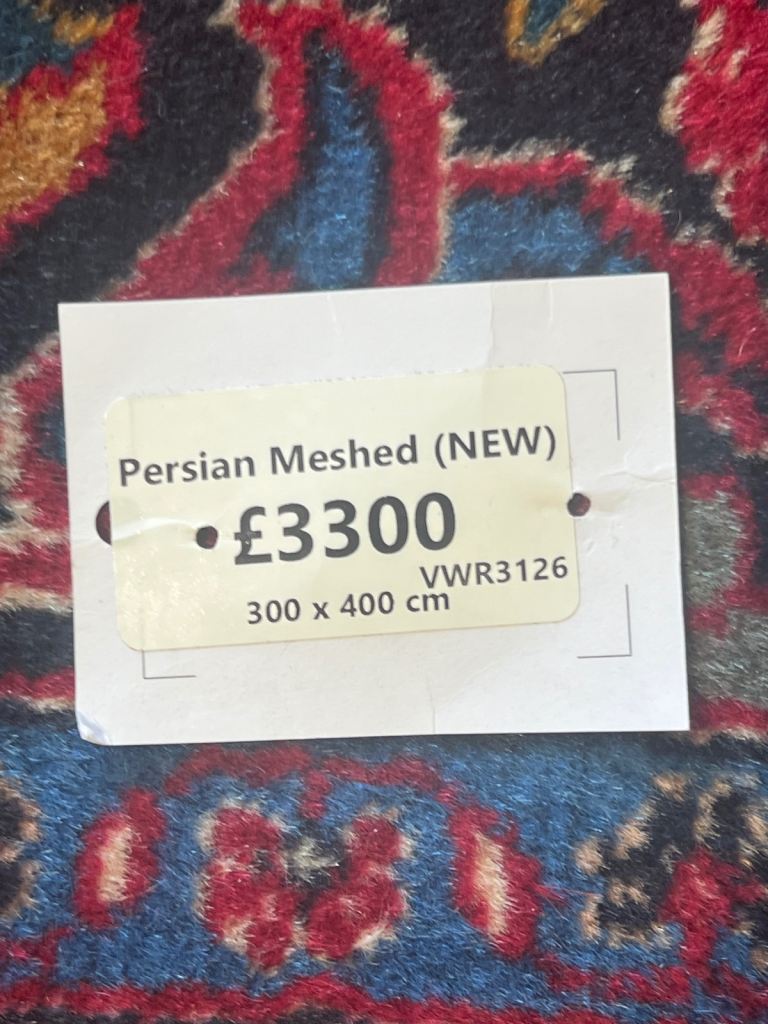 Persian Meshed (NEW)
£3300
VWR3126
300 x 400 cm